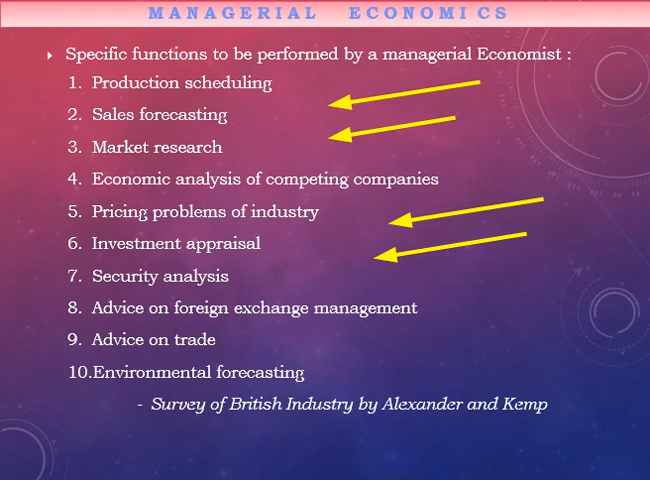 MANAGERIAL ECONOMICS
Specific functions to be performed by a managerial Economist :
1. Production scheduling
2. Sales forecasting
3. Market research
4. Economic analysis of competing companies
5. Pricing problems of industry
6. Investment appraisal
7. Security analysis
8. Advice on foreign exchange management
9. Advice on trade
10.Environmental forecasting
- Survey of British Industry by Alexander and Kemp